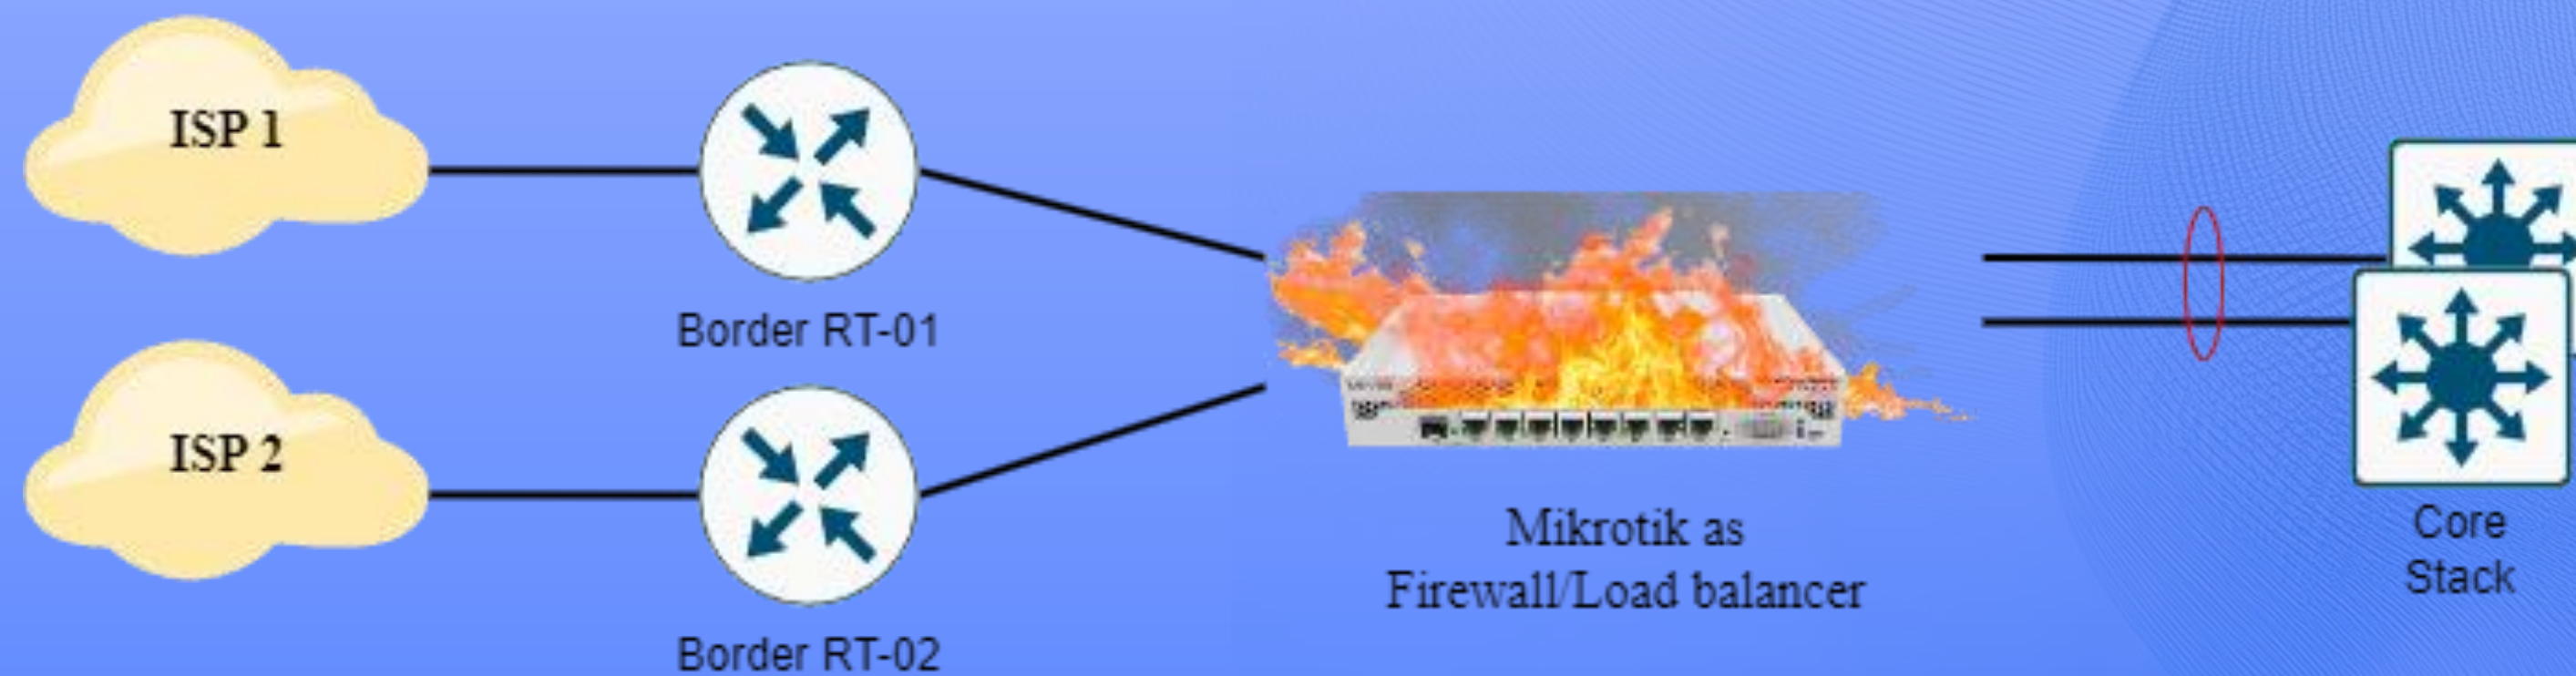 ISP 1
Border RT-01
ISP 2
Border RT-02
Mikrotik as
Firewall/Load balancer
Core
Stack